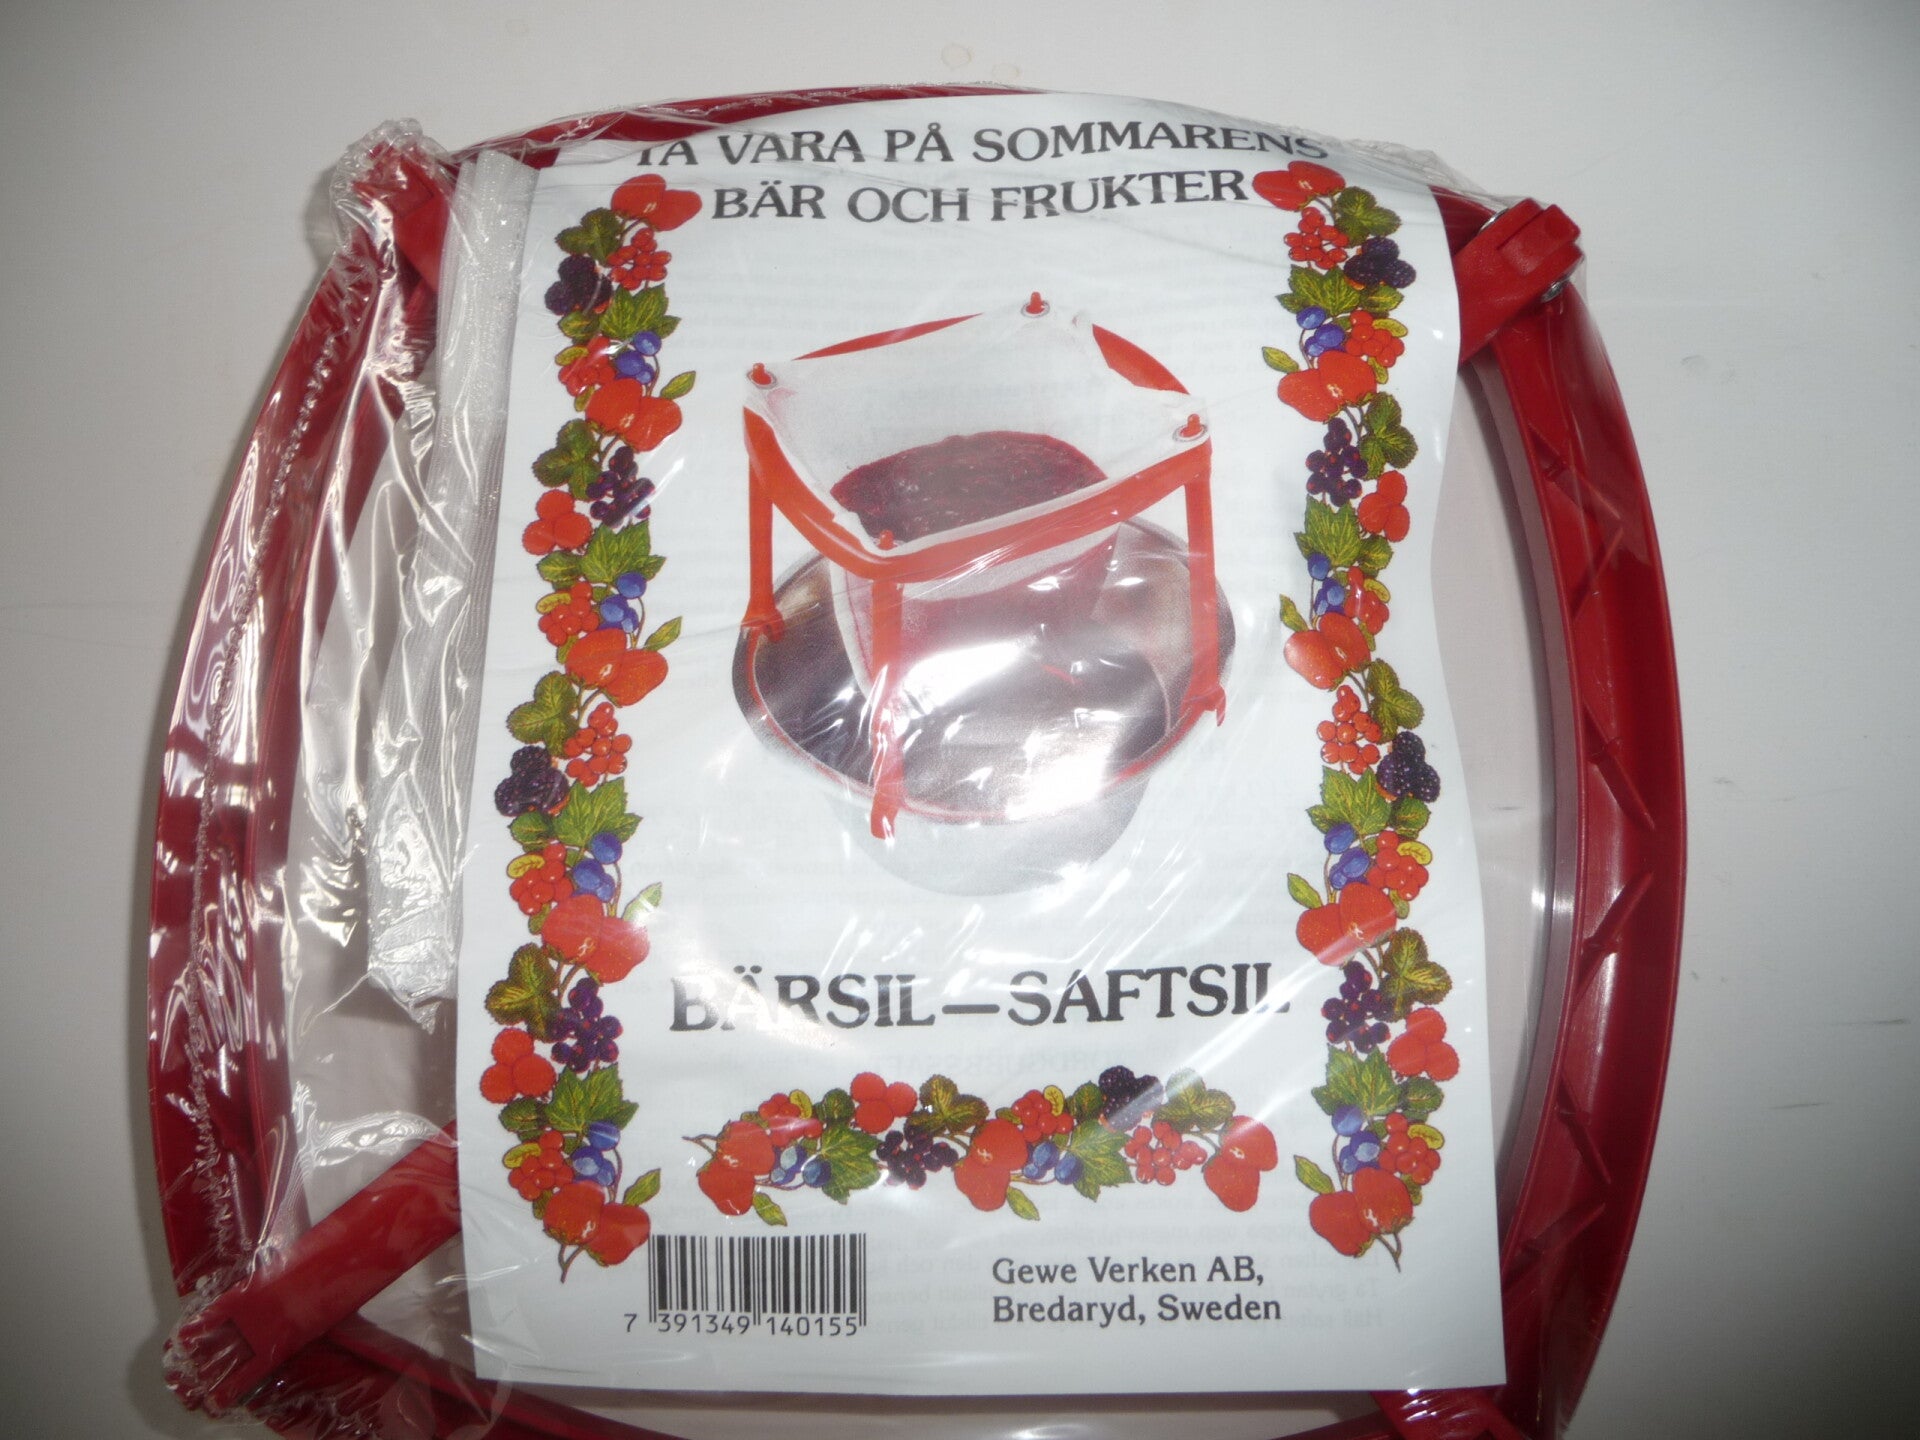 TA VARA PÅ SOMMARENS
BÄR OCH FRUKTER
BÄRSIL—SAFTSIL
7 391349 140155
Gewe Verken AB,
Bredaryd, Sweden